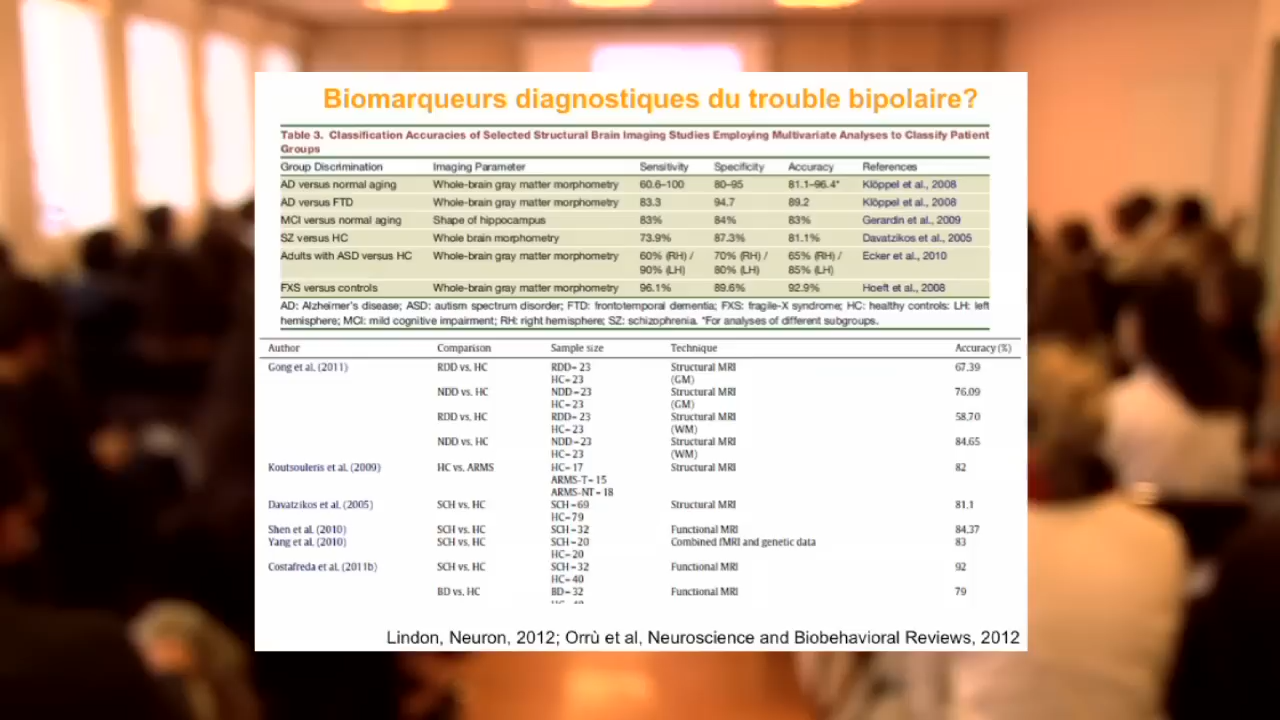 Biomarqueurs diagnostiques du trouble bipolaire?
Table 3. Classification Accuracies of Selected Structural Brain Imaging Studies Employing Multivariate Analyses to Classify Patient
Groups
Group Discrimination Imaging Parameter Sensitivity Specificity Accuracy References
AD versus normal aging Whole-brain gray matter morphometry 60.6–100 80–95 81.1–96.4* Klöppel et al., 2008
AD versus FTD Whole-brain gray matter morphometry 83.3 94.7 89.2 Klöppel et al., 2008
MCI versus normal aging Shape of hippocampus 83% 84% 83% Gerardin et al., 2009
SZ versus HC Whole brain morphometry 73.9% 87.3% 81.1% Davatzikos et al., 2005
Adults with ASD versus HC Whole-brain gray matter morphometry 60% (RH) / 70% (RH) / 65% (RH) / Ecker et al., 2010
90% (LH) 80% (LH) 85% (LH)
FXS versus controls Whole-brain gray matter morphometry 96.1% 89.6% 92.9% Hoeft et al., 2008
AD: Alzheimer's disease; ASD: autism spectrum disorder; FTD: frontotemporal dementia; FXS: fragile-X syndrome; HC: healthy controls: LH: left
hemisphere; MCI: mild cognitive impairment; RH: right hemisphere; SZ: schizophrenia. *For analyses of different subgroups.
Author Comparison Sample size Technique Accuracy (%)
Gong et al. (2011) RDD vs. HC RDD=23 Structural MRI 67.39
HC=23 (GM)
NDD vs. HC NDD=23 Structural MRI 76.09
HC=23 (GM)
RDD vs. HC RDD=23 Structural MRI 58.70
HC=23 (WM)
NDD vs. HC NDD=23 Structural MRI 84.65
HC=23 (WM)
Koutsouleris et al. (2009) HC vs. ARMS HC=17 Structural MRI 82
ARMS-T=15
ARMS-NT=18
Davatzikos et al. (2005) SCH vs. HC SCH=69 Structural MRI 81.1
HC=79
Shen et al. (2010) SCH vs. HC SCH=32 Functional MRI 84.37
Yang et al. (2010) SCH vs. HC SCH=20 Combined fMRI and genetic data 83
HC=20
Costafreda et al. (2011b) SCH vs. HC SCH=32 Functional MRI 92
HC=40
BD vs. HC BD=32 Functional MRI 79
Lindon, Neuron, 2012; Orrù et al, Neuroscience and Biobehavioral Reviews, 2012